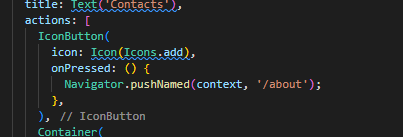 title: Text('Contacts'),
actions: [
IconButton(
icon: Icon(Icons.add),
onPressed: () {
Navigator.pushNamed(context, '/about');
},
), // IconButton
Container(